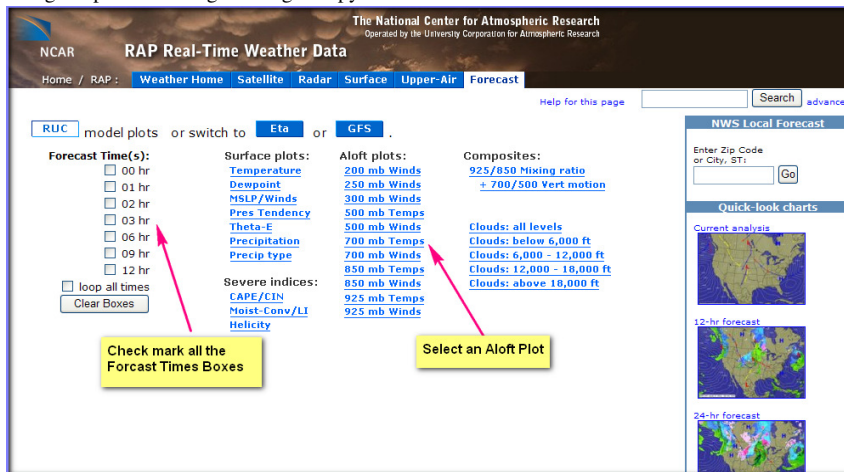 The National Center for Atmospheric Research
Operated by the University Corporation for Atmospheric Research
NCAR RAP Real-Time Weather Data
Home / RAP : Weather Home Satellite Radar Surface Upper-Air Forecast
Help for this page Search advance
RUC model plots or switch to Eta or GFS .
Forecast Time(s):
00 hr
01 hr
02 hr
03 hr
06 hr
09 hr
12 hr
loop all times
Clear Boxes
Surface plots:
Temperature
Dewpoint
MSLP/Winds
Pres Tendency
Theta-E
Precipitation
Precip type
Severe indices:
CAPE/CIN
Moist-Conv/LI
Helicity
Aloft plots:
200 mb Winds
250 mb Winds
300 mb Winds
500 mb Temps
500 mb Winds
700 mb Temps
700 mb Winds
850 mb Temps
850 mb Winds
925 mb Temps
925 mb Winds
Composites:
925/850 Mixing ratio
+ 700/500 Vert motion
Clouds: all levels
Clouds: below 6,000 ft
Clouds: 6,000 - 12,000 ft
Clouds: 12,000 - 18,000 ft
Clouds: above 18,000 ft
Check mark all the
Forcast Times Boxes
Select an Aloft Plot
NWS Local Forecast
Enter Zip Code
or City, ST:
Go
Quick-look charts
Current analysis
12-hr forecast
24-hr forecast